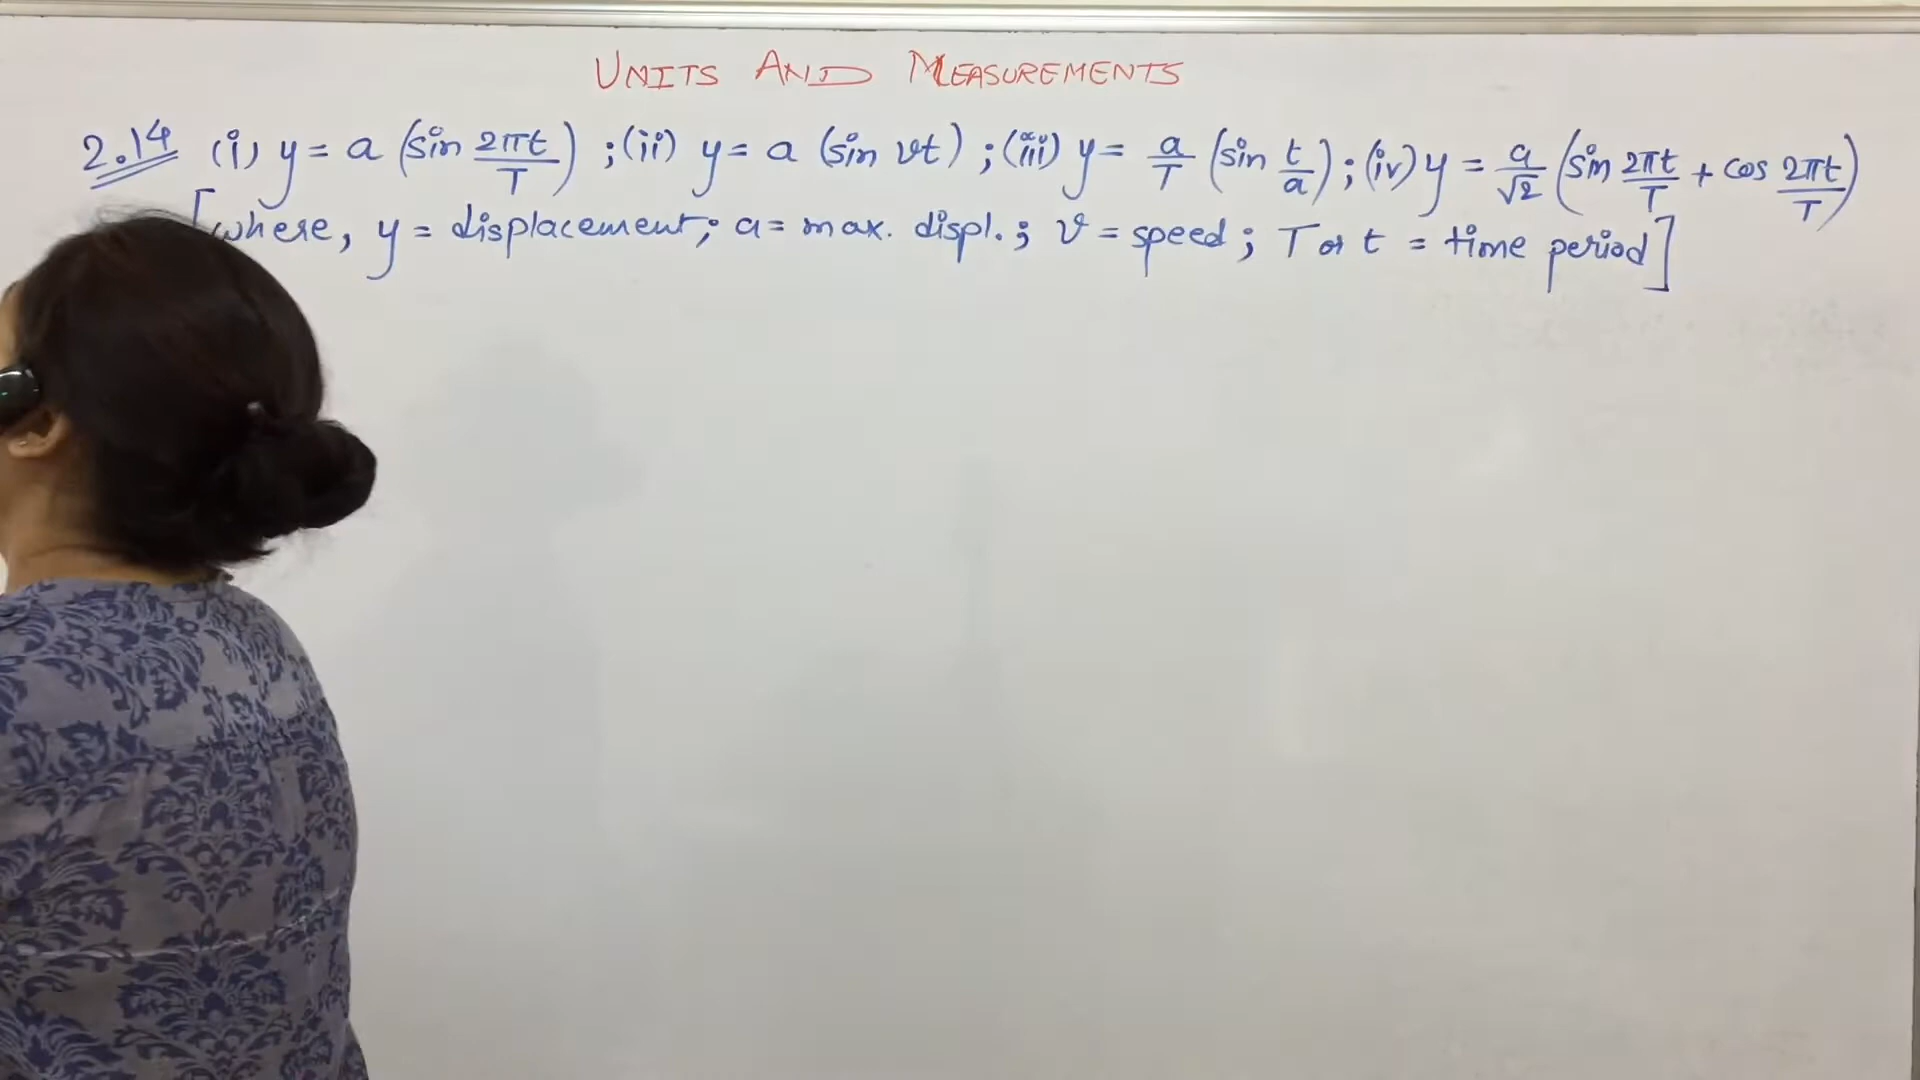 UNITS AND MEASUREMENTS
2.14 (i) y = a (sin 2πt/T) ; (ii) y = a (sin vt) ; (iii) y = a/T (sin t/a) ; (iv) y = a/√2 (sin 2πt/T + cos 2πt/T)
[where, y = displacement; a = max. displ. ; v = speed ; T or t = time period]